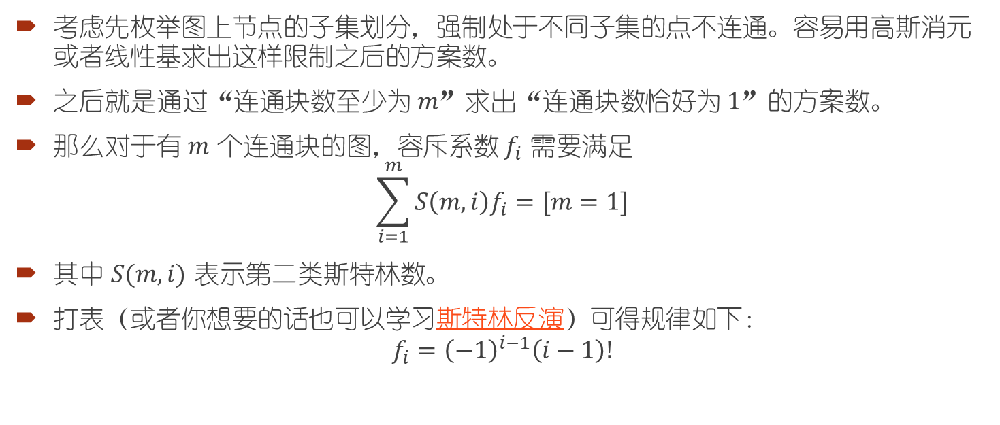 考虑先枚举图上节点的子集划分，强制处于不同子集的点不连通。容易用高斯消元
或者线性基求出这样限制之后的方案数。
之后就是通过“连通块数至少为 m”求出“连通块数恰好为 1”的方案数。
那么对于有 m 个连通块的图，容斥系数 f_i 需要满足
\sum_{i=1}^{m} S(m, i) f_i = [m = 1]
其中 S(m, i) 表示第二类斯特林数。
打表（或者你想要的话也可以学习斯特林反演）可得规律如下：
f_i = (−1)^{i−1}(i − 1)!